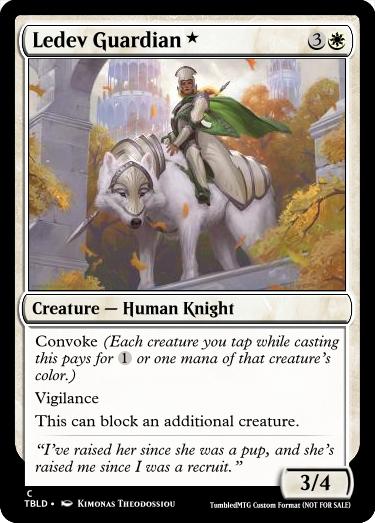 Ledev Guardian ★ 3
Creature — Human Knight
Convoke (Each creature you tap while casting
this pays for 1 or one mana of that creature's
color.)
Vigilance
This can block an additional creature.
“I've raised her since she was a pup, and she's
raised me since I was a recruit.”
3/4
C
TBLD • Kimonas Theodossiou
TumbledMTG Custom Format (NOT FOR SALE)